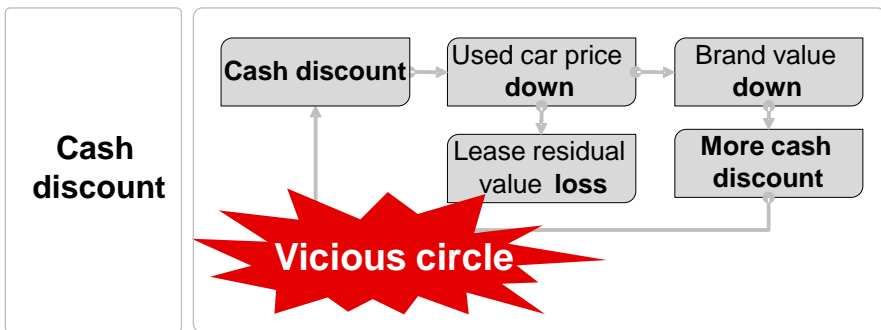 Cash
discount
Cash discount
Used car price
down
Brand value
down
Lease residual
value loss
More cash
discount
Vicious circle